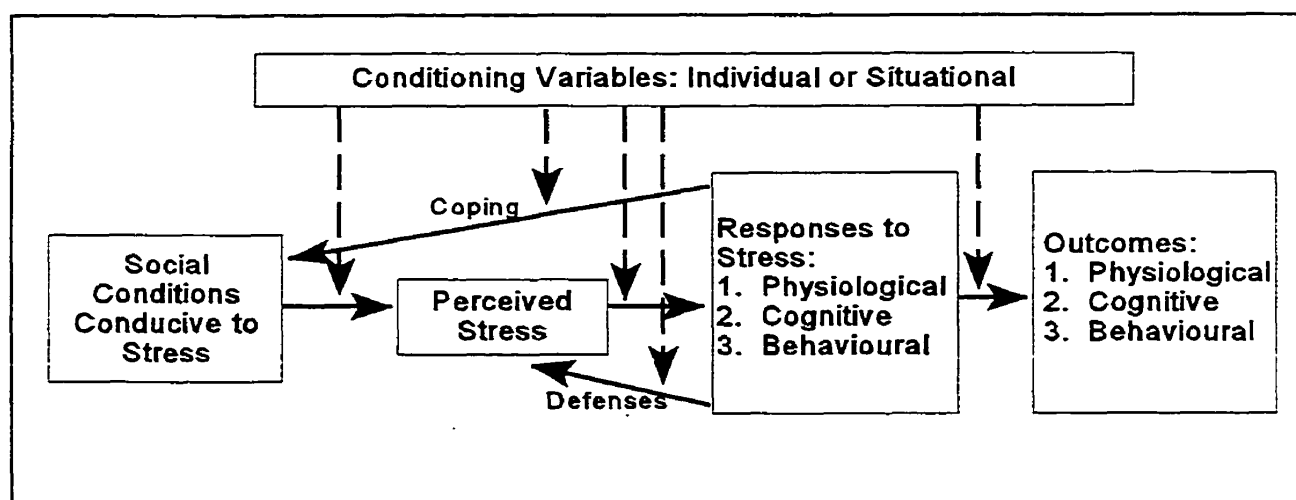 Conditioning Variables: Individual or Situational
Coping
Social
Conditions
Conducive to
Stress
Perceived
Stress
Defenses
Responses to
Stress:
1. Physiological
2. Cognitive
3. Behavioural
Outcomes:
1. Physiological
2. Cognitive
3. Behavioural